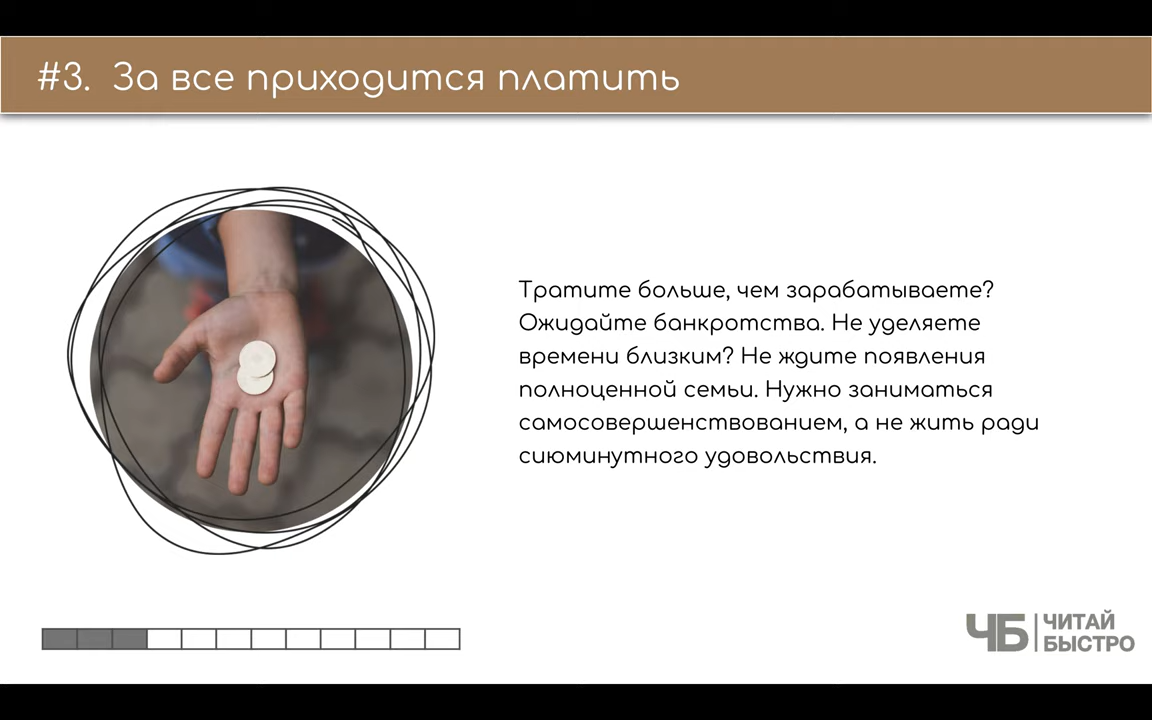 #3. За все приходится платить
Тратите больше, чем зарабатываете?
Ожидайте банкротства. Не уделяете
времени близким? Не ждите появления
полноценной семьи. Нужно заниматься
самосовершенствованием, а не жить ради
сиюминутного удовольствия.
ЧБ
ЧИТАЙ
БЫСТРО